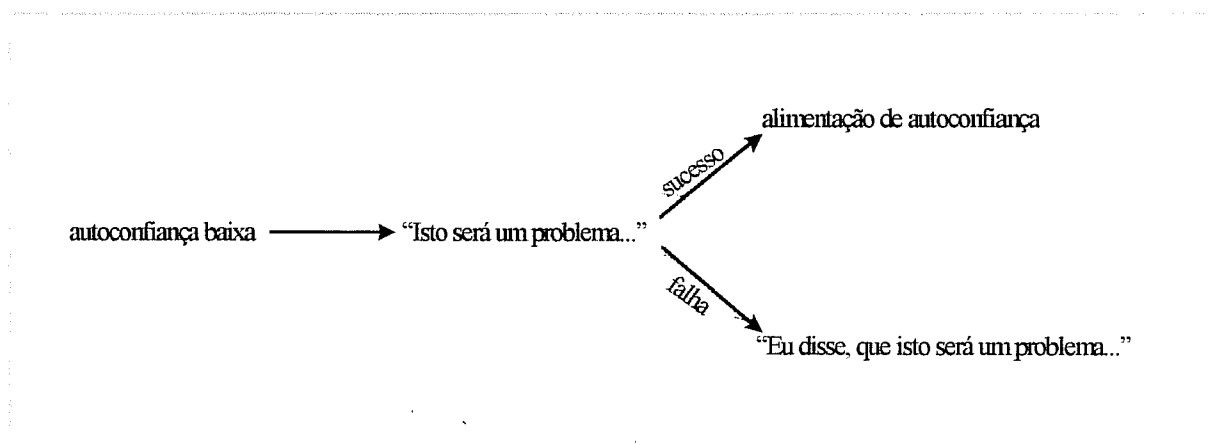 alimentação de autoconfiança
sucesso
autoconfiança baixa
“Isto será um problema...”
falha
“Eu disse, que isto será um problema...”